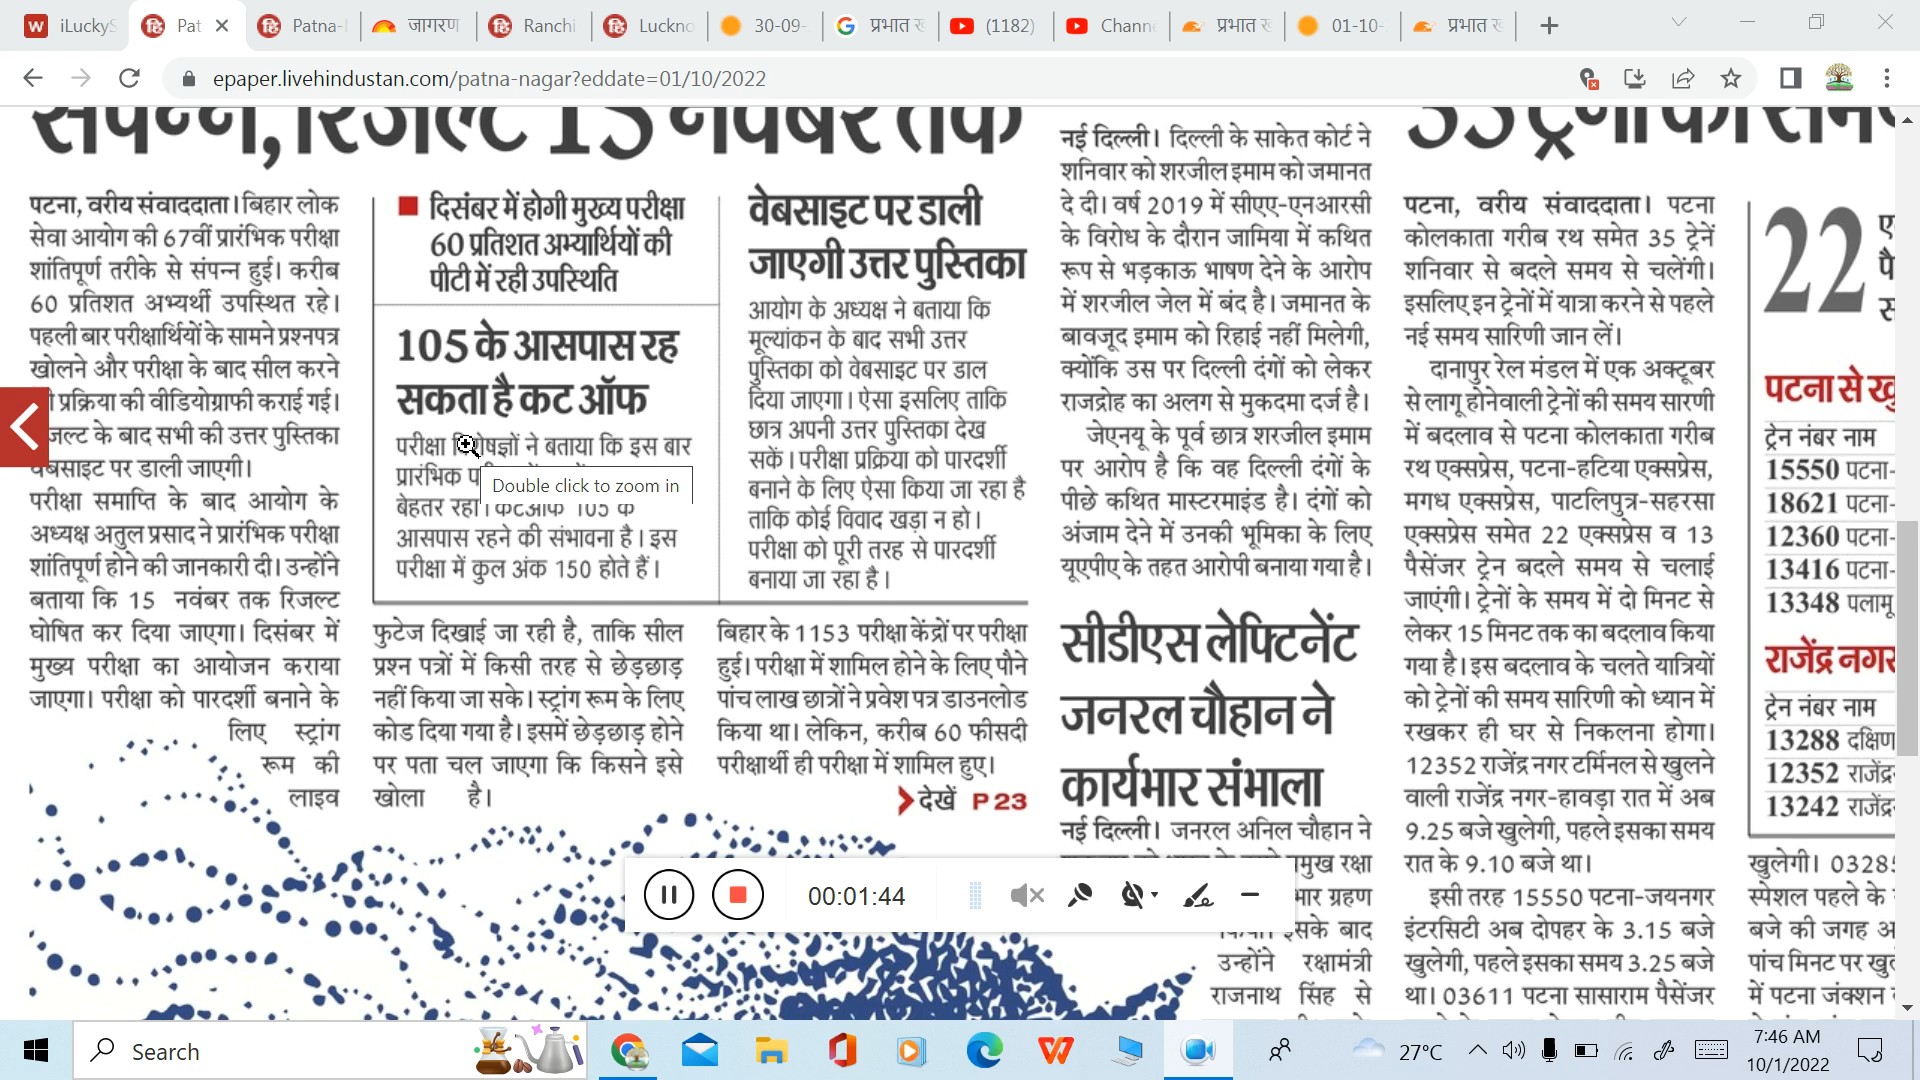 iLuckyS
Pat
Patna-
जागरण
Ranchi
Luckno
30-09-
प्रभात ख
(1182)
Channe
प्रभात ख
01-10-
प्रभात ख
epaper.livehindustan.com/patna-nagar?eddate=01/10/2022
संपन्न, रिजल्ट 15 नवंबर तक
पटना, वरीय संवाददाता। बिहार लोक
सेवा आयोग की 67वीं प्रारंभिक परीक्षा
शांतिपूर्ण तरीके से संपन्न हुई। करीब
60 प्रतिशत अभ्यर्थी उपस्थित रहे।
पहली बार परीक्षार्थियों के सामने प्रश्नपत्र
खोलने और परीक्षा के बाद सील करने
प्रक्रिया की वीडियोग्राफी कराई गई।
जल्ट के बाद सभी की उत्तर पुस्तिका
वेबसाइट पर डाली जाएगी।
परीक्षा समाप्ति के बाद आयोग के
अध्यक्ष अतुल प्रसाद ने प्रारंभिक परीक्षा
शांतिपूर्ण होने की जानकारी दी। उन्होंने
बताया कि 15 नवंबर तक रिजल्ट
घोषित कर दिया जाएगा। दिसंबर में
मुख्य परीक्षा का आयोजन कराया
जाएगा। परीक्षा को पारदर्शी बनाने के
लिए स्ट्रांग
रूम की
लाइव
दिसंबर में होगी मुख्य परीक्षा
60 प्रतिशत अभ्यार्थियों की
पीटी में रही उपस्थिति
105 के आसपास रह
सकता है कट ऑफ
परीक्षा विशेषज्ञों ने बताया कि इस बार
प्रारंभिक प
Double click to zoom in
बेहतर रहा। कटऑफ 105 के
आसपास रहने की संभावना है। इस
परीक्षा में कुल अंक 150 होते हैं।
फुटेज दिखाई जा रही है, ताकि सील
प्रश्न पत्रों में किसी तरह से छेड़छाड़
नहीं किया जा सके। स्ट्रांग रूम के लिए
कोड दिया गया है। इसमें छेड़छाड़ होने
पर पता चल जाएगा कि किसने इसे
खोला है।
वेबसाइट पर डाली
जाएगी उत्तर पुस्तिका
आयोग के अध्यक्ष ने बताया कि
मूल्यांकन के बाद सभी उत्तर
पुस्तिका को वेबसाइट पर डाल
दिया जाएगा। ऐसा इसलिए ताकि
छात्र अपनी उत्तर पुस्तिका देख
सकें। परीक्षा प्रक्रिया को पारदर्शी
बनाने के लिए ऐसा किया जा रहा है
ताकि कोई विवाद खड़ा न हो।
परीक्षा को पूरी तरह से पारदर्शी
बनाया जा रहा है।
बिहार के 1153 परीक्षा केंद्रों पर परीक्षा
हुई। परीक्षा में शामिल होने के लिए पौने
पांच लाख छात्रों ने प्रवेश पत्र डाउनलोड
किया था। लेकिन, करीब 60 फीसदी
परीक्षार्थी ही परीक्षा में शामिल हुए।
देखें P 23
नई दिल्ली। दिल्ली के साकेत कोर्ट ने
शनिवार को शरजील इमाम को जमानत
दे दी। वर्ष 2019 में सीएए-एनआरसी
के विरोध के दौरान जामिया में कथित
रूप से भड़काऊ भाषण देने के आरोप
में शरजील जेल में बंद है। जमानत के
बावजूद इमाम को रिहाई नहीं मिलेगी,
क्योंकि उस पर दिल्ली दंगों को लेकर
राजद्रोह का अलग से मुकदमा दर्ज है।
जेएनयू के पूर्व छात्र शरजील इमाम
पर आरोप है कि वह दिल्ली दंगों के
पीछे कथित मास्टरमाइंड है। दंगों को
अंजाम देने में उनकी भूमिका के लिए
यूएपीए के तहत आरोपी बनाया गया है।
सीडीएस लेफ्टिनेंट
जनरल चौहान ने
कार्यभार संभाला
नई दिल्ली। जनरल अनिल चौहान ने
प्रमुख रक्षा
भार ग्रहण
किया। इसके बाद
उन्होंने रक्षामंत्री
राजनाथ सिंह से
35 ट्रेनों का समय
पटना, वरीय संवाददाता। पटना
कोलकाता गरीब रथ समेत 35 ट्रेनें
शनिवार से बदले समय से चलेंगी।
इसलिए इन ट्रेनों में यात्रा करने से पहले
नई समय सारिणी जान लें।
दानापुर रेल मंडल में एक अक्टूबर
से लागू होनेवाली ट्रेनों की समय सारणी
में बदलाव से पटना कोलकाता गरीब
रथ एक्सप्रेस, पटना-हटिया एक्सप्रेस,
मगध एक्सप्रेस, पाटलिपुत्र-सहरसा
एक्सप्रेस समेत 22 एक्सप्रेस व 13
पैसेंजर ट्रेन बदले समय से चलाई
जाएंगी। ट्रेनों के समय में दो मिनट से
लेकर 15 मिनट तक का बदलाव किया
गया है। इस बदलाव के चलते यात्रियों
को ट्रेनों की समय सारिणी को ध्यान में
रखकर ही घर से निकलना होगा।
12352 राजेंद्र नगर टर्मिनल से खुलने
वाली राजेंद्र नगर-हावड़ा रात में अब
9.25 बजे खुलेगी, पहले इसका समय
रात के 9.10 बजे था।
इसी तरह 15550 पटना-जयनगर
इंटरसिटी अब दोपहर के 3.15 बजे
खुलेगी, पहले इसका समय 3.25 बजे
था। 03611 पटना सासाराम पैसेंजर
22
ए
पै
स
पटना से खु
ट्रेन नंबर नाम
15550 पटना-
18621 पटना-
12360 पटना-
13416 पटना-
13348 पलामू
राजेंद्र नगर
ट्रेन नंबर नाम
13288 दक्षिण
12352 राजेंद्र
13242 राजेंद्र
खुलेगी। 0328
स्पेशल पहले के
बजे की जगह अ
पांच मिनट पर खु
में पटना जंक्शन
00:01:44
Search
27°C
7:46 AM
10/1/2022